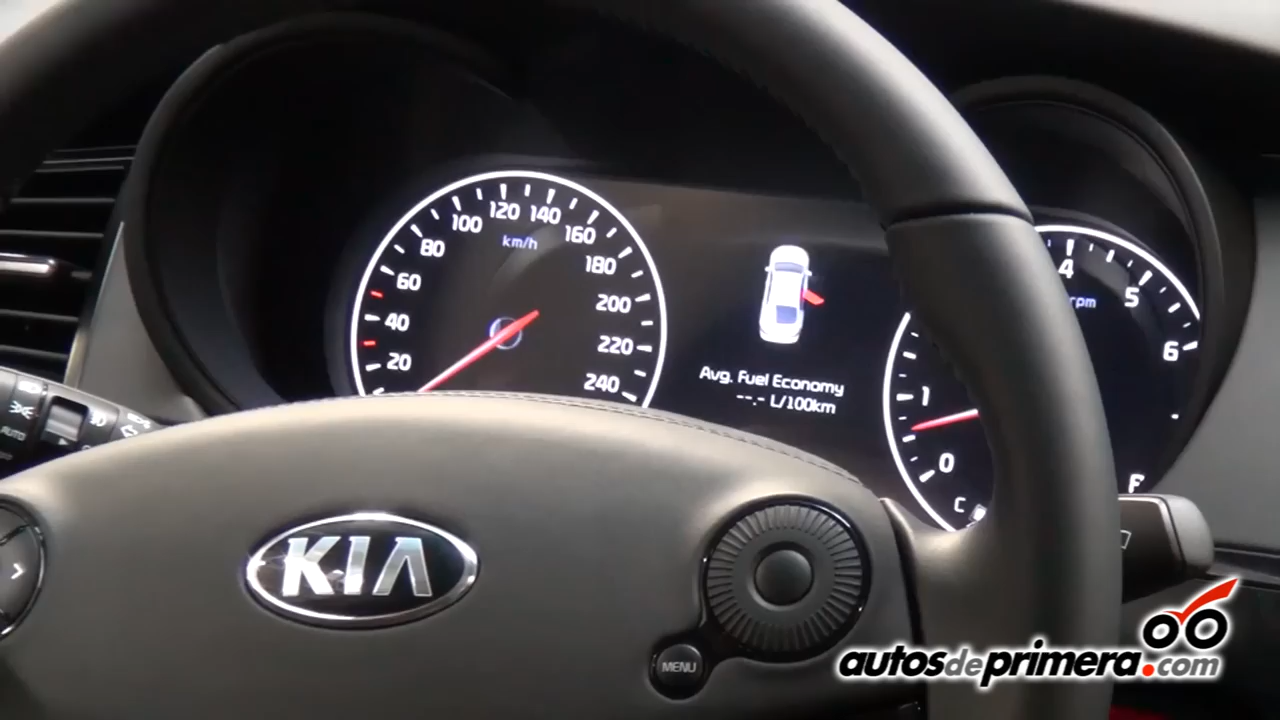 120 140
100 160
km/h
80
180
60
200
40
220
20
240
Avg. Fuel Economy
--.- L/100km
4
rpm
5
6
1
0
C
F
AUTO
KIA
MENU
autosdeprimera.com